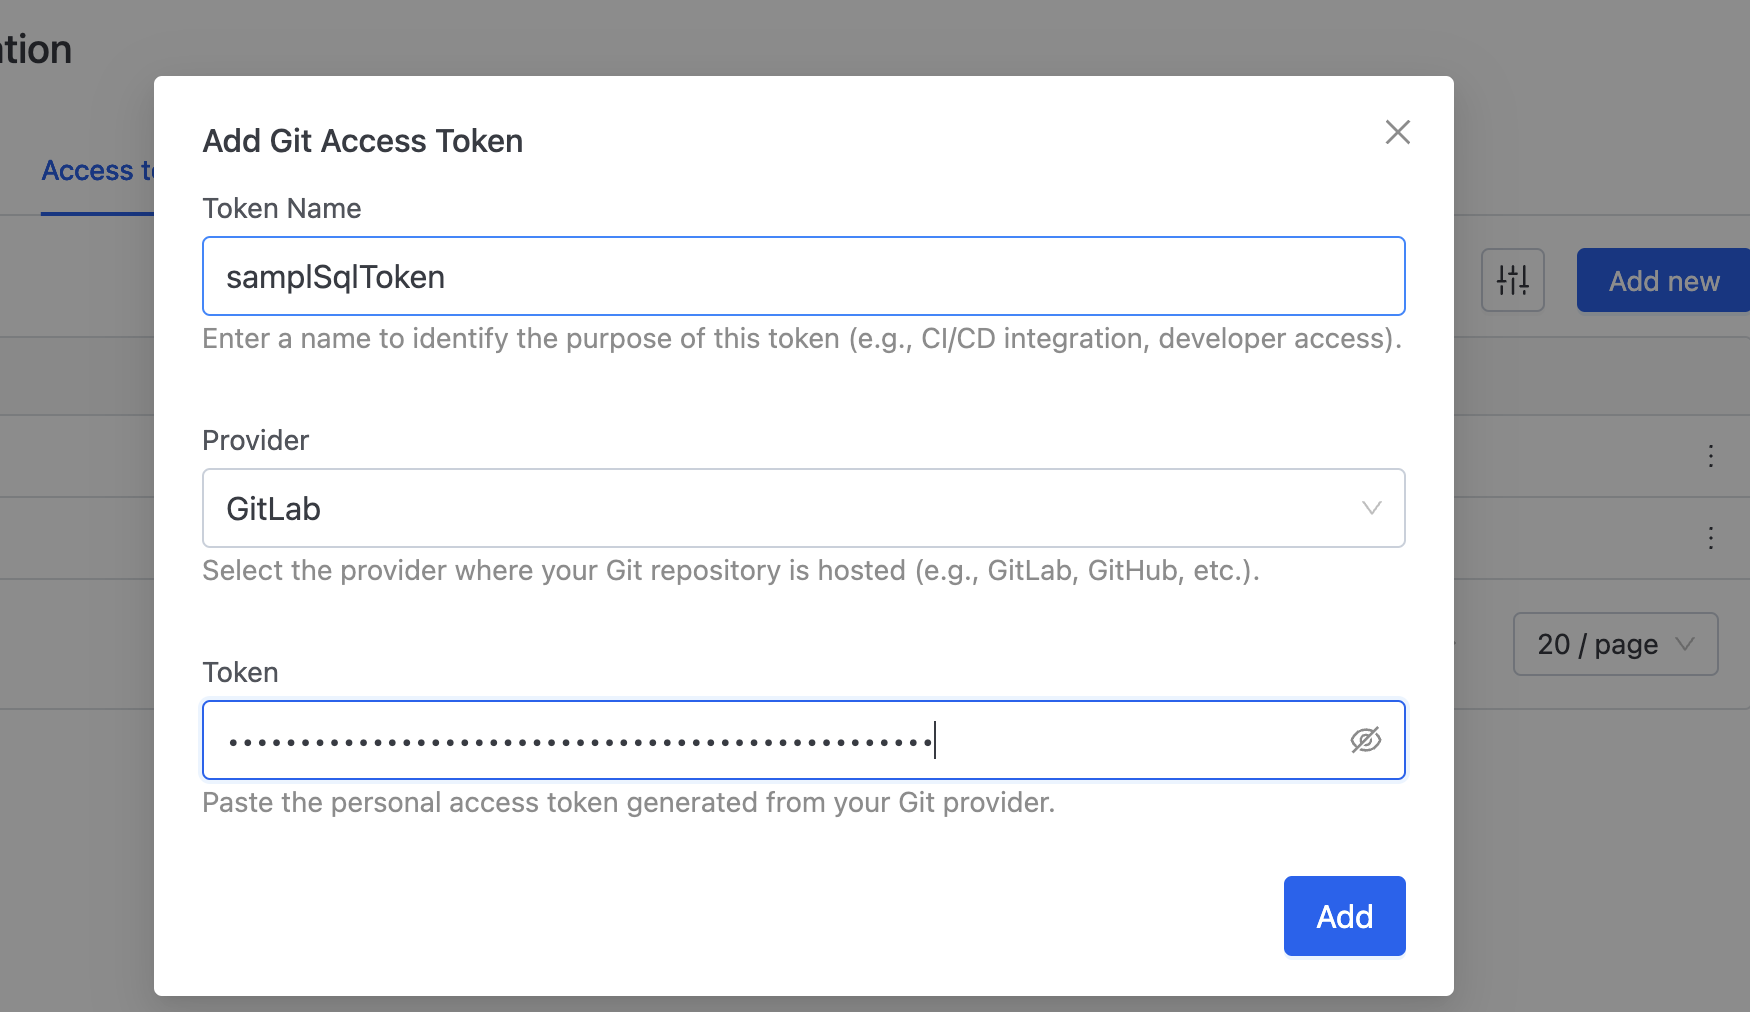 Add Git Access Token
Token Name
samplSqlToken
Enter a name to identify the purpose of this token (e.g., CI/CD integration, developer access).
Provider
GitLab
Select the provider where your Git repository is hosted (e.g., GitLab, GitHub, etc.).
Token
Paste the personal access token generated from your Git provider.
Add
Access
Add new
20 / page